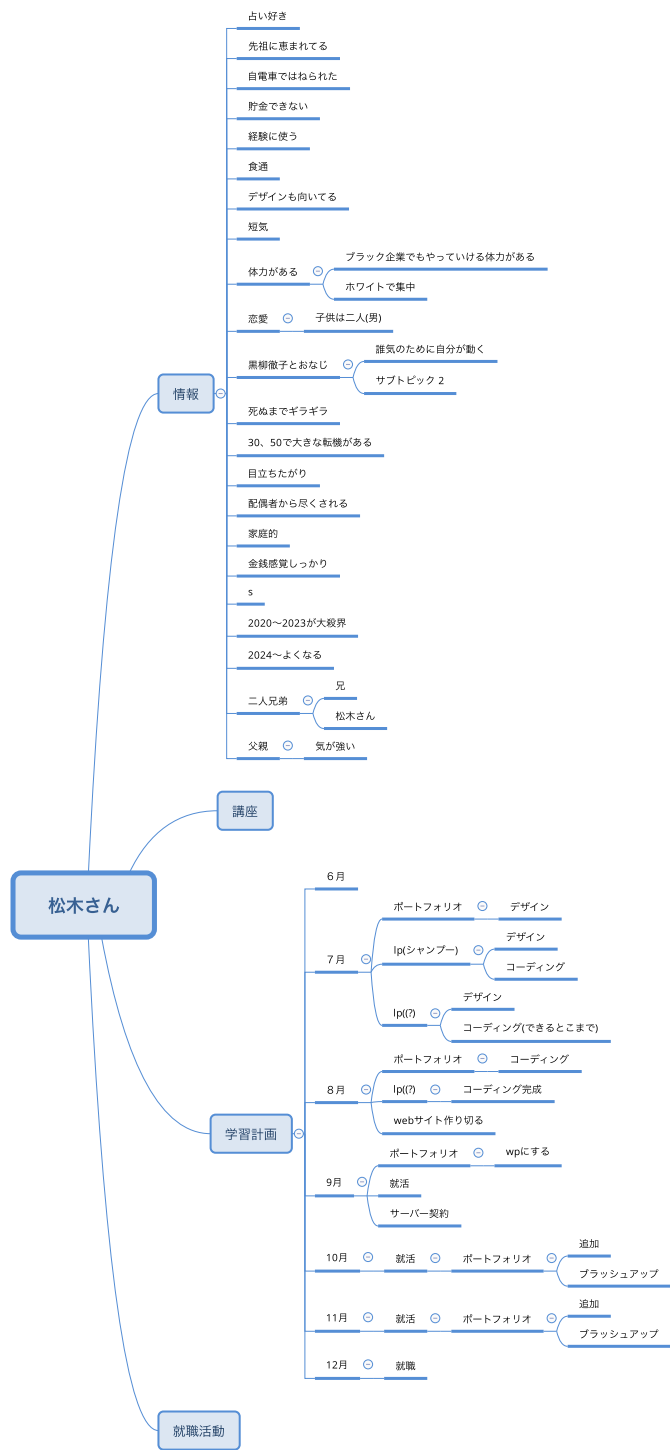 占い好き
先祖に恵まれてる
自電車ではねられた
貯金できない
経験に使う
食通
デザインも向いてる
短気
体力がある
ブラック企業でもやっていける体力がある
ホワイトで集中
恋愛
子供は二人(男)
黒柳徹子とおなじ
誰気のために自分が動く
サブトピック 2
死ぬまでギラギラ
30、50で大きな転機がある
目立ちたがり
配偶者から尽くされる
家庭的
金銭感覚しっかり
s
2020〜2023が大殺界
2024〜よくなる
二人兄弟
兄
松木さん
父親
気が強い
情報
講座
松木さん
学習計画
6月
7月
ポートフォリオ
デザイン
lp(シャンプー)
デザイン
コーディング
lp((?)
デザイン
コーディング(できるとこまで)
8月
ポートフォリオ
コーディング
lp((?)
コーディング完成
webサイト作り切る
9月
ポートフォリオ
wpにする
就活
サーバー契約
10月
就活
ポートフォリオ
追加
ブラッシュアップ
11月
就活
ポートフォリオ
追加
ブラッシュアップ
12月
就職
就職活動